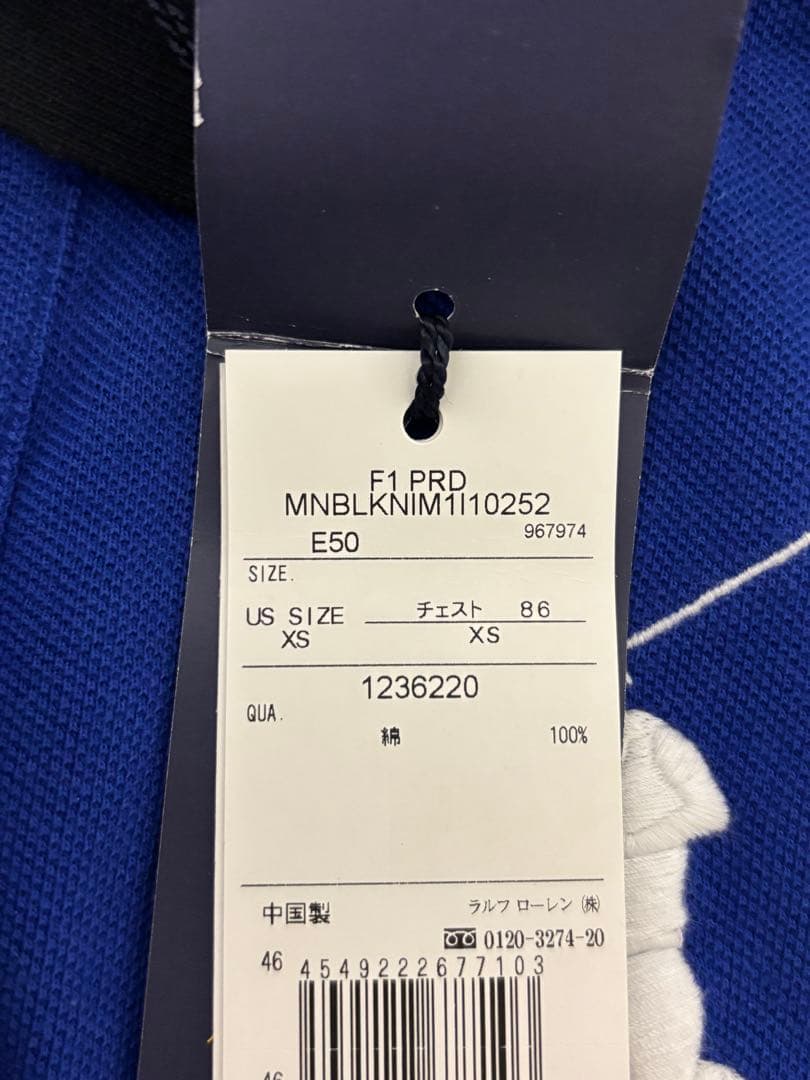 F1 PRD
MNBLKNIM1I10252
E50 967974
SIZE.
US SIZE チェスト 86
XS XS
1236220
QUA.
綿 100%
中国製 ラルフ ローレン ㈱
0120-3274-20
46 4549222677103
46